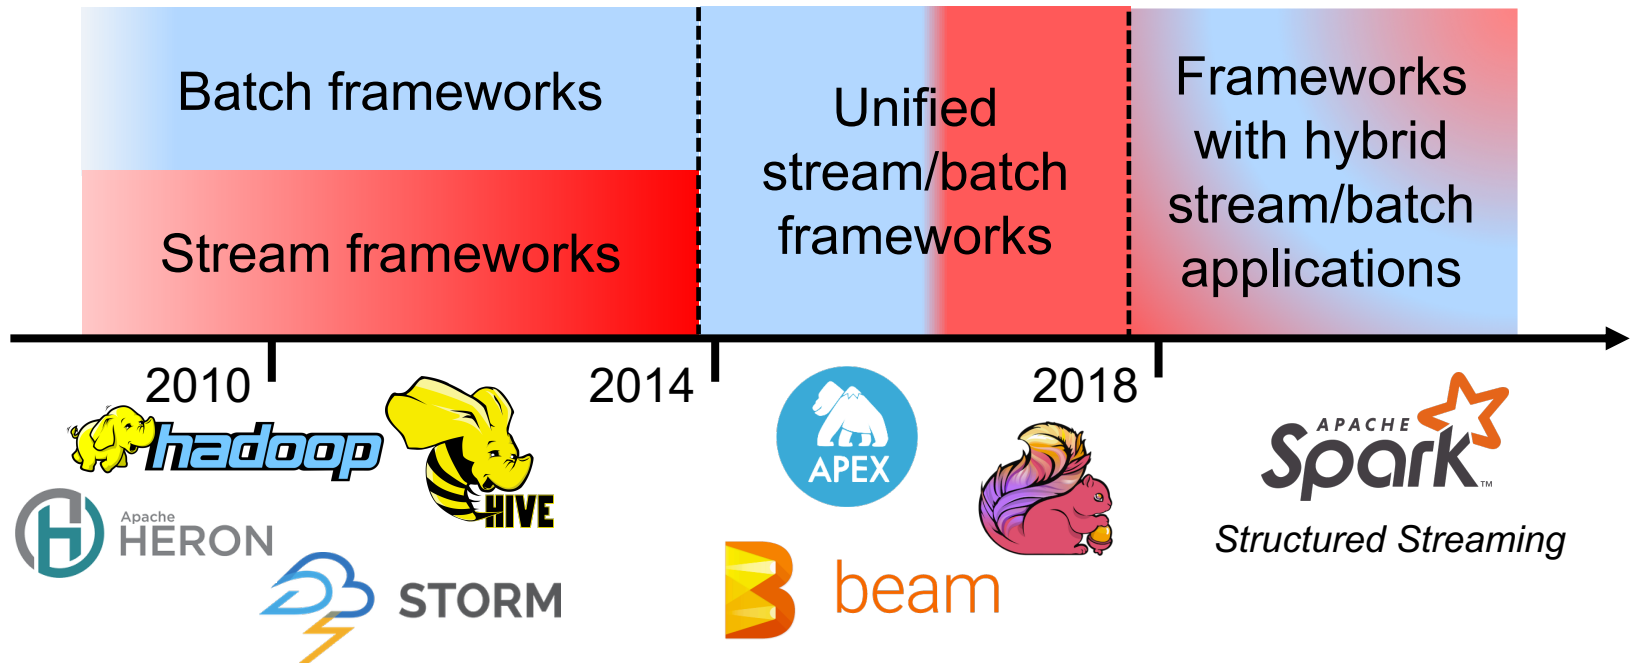 Batch frameworks
Stream frameworks
Unified
stream/batch
frameworks
Frameworks
with hybrid
stream/batch
applications
2010
2014
2018
hadoop
HIVE
Apache
HERON
STORM
APEX
beam
APACHE
Spark™
Structured Streaming